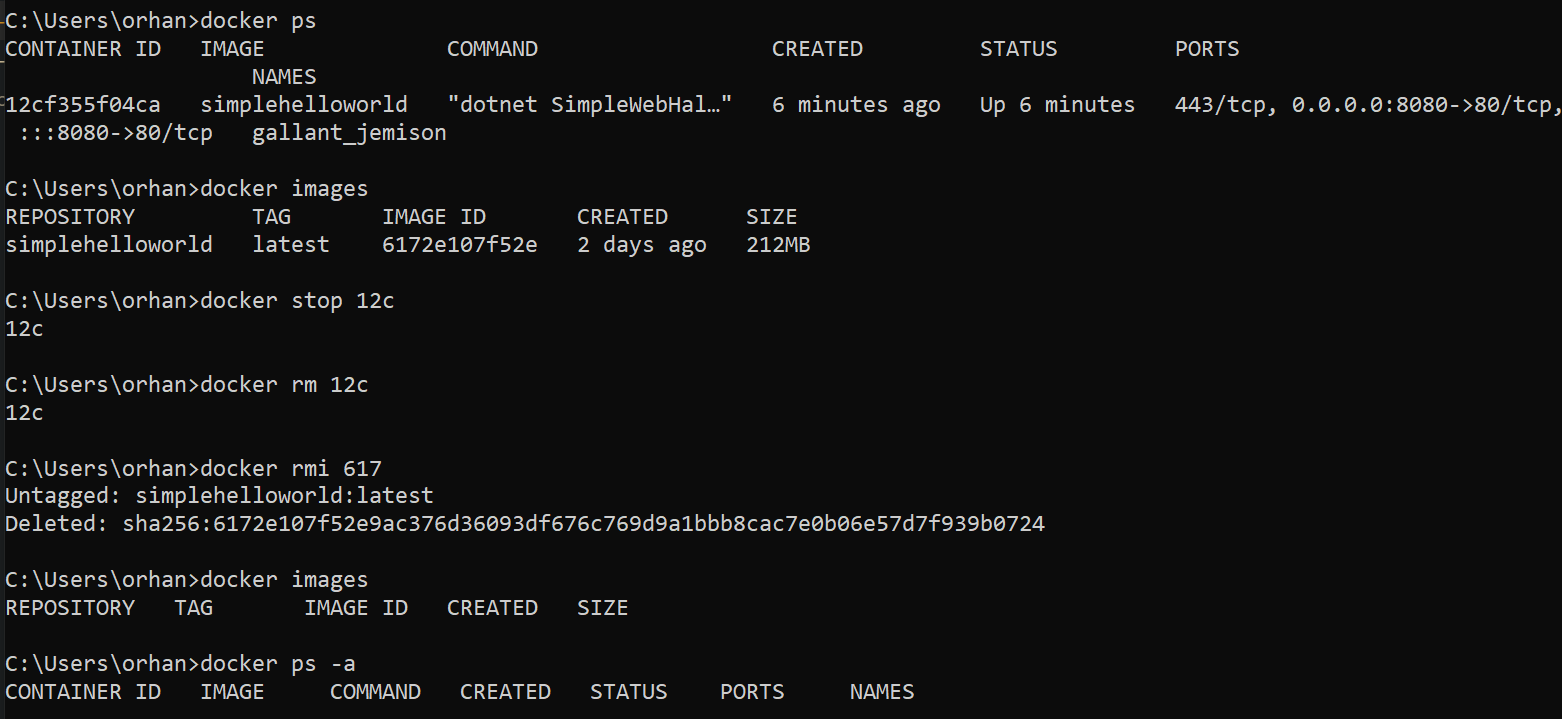 C:\Users\orhan>docker ps
CONTAINER ID   IMAGE              COMMAND                  CREATED         STATUS         PORTS
                   NAMES
12cf355f04ca   simplehelloworld   "dotnet SimpleWebHal…"   6 minutes ago   Up 6 minutes   443/tcp, 0.0.0.0:8080->80/tcp,
 :::8080->80/tcp   gallant_jemison
C:\Users\orhan>docker images
REPOSITORY         TAG       IMAGE ID       CREATED      SIZE
simplehelloworld   latest    6172e107f52e   2 days ago   212MB
C:\Users\orhan>docker stop 12c
12c
C:\Users\orhan>docker rm 12c
12c
C:\Users\orhan>docker rmi 617
Untagged: simplehelloworld:latest
Deleted: sha256:6172e107f52e9ac376d36093df676c769d9a1bbb8cac7e0b06e57d7f939b0724
C:\Users\orhan>docker images
REPOSITORY   TAG       IMAGE ID   CREATED   SIZE
C:\Users\orhan>docker ps -a
CONTAINER ID   IMAGE     COMMAND   CREATED   STATUS    PORTS     NAMES